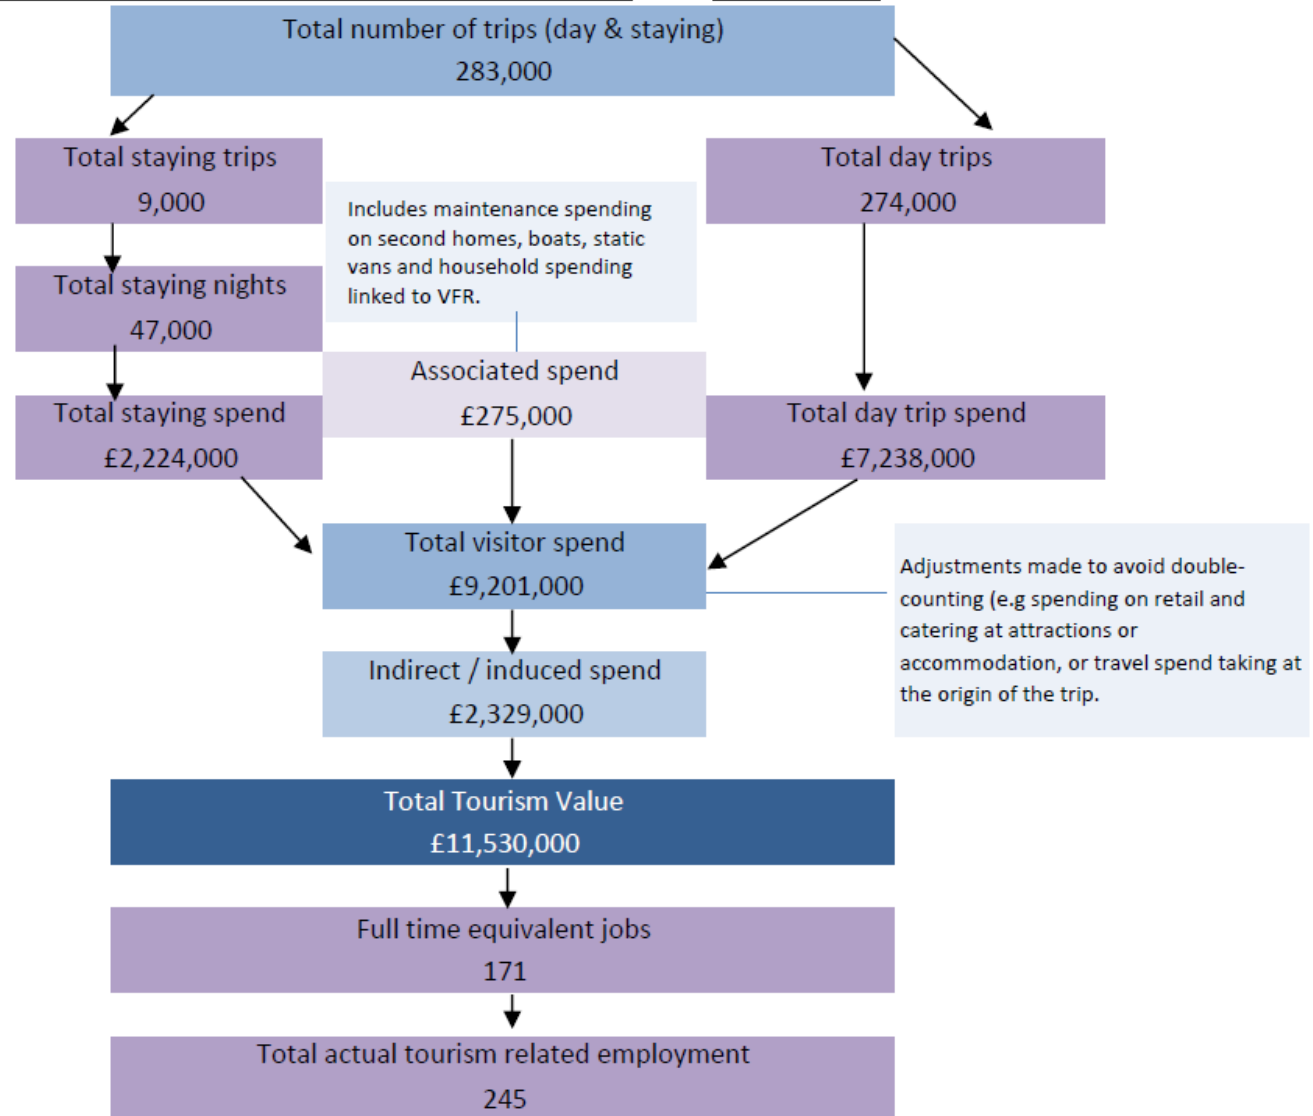 Total number of trips (day & staying)
283,000
Total staying trips
9,000
Total day trips
274,000
Includes maintenance spending
on second homes, boats, static
vans and household spending
linked to VFR.
Total staying nights
47,000
Associated spend
£275,000
Total staying spend
£2,224,000
Total day trip spend
£7,238,000
Total visitor spend
£9,201,000
Adjustments made to avoid double-
counting (e.g spending on retail and
catering at attractions or
accommodation, or travel spend taking at
the origin of the trip.
Indirect / induced spend
£2,329,000
Total Tourism Value
£11,530,000
Full time equivalent jobs
171
Total actual tourism related employment
245